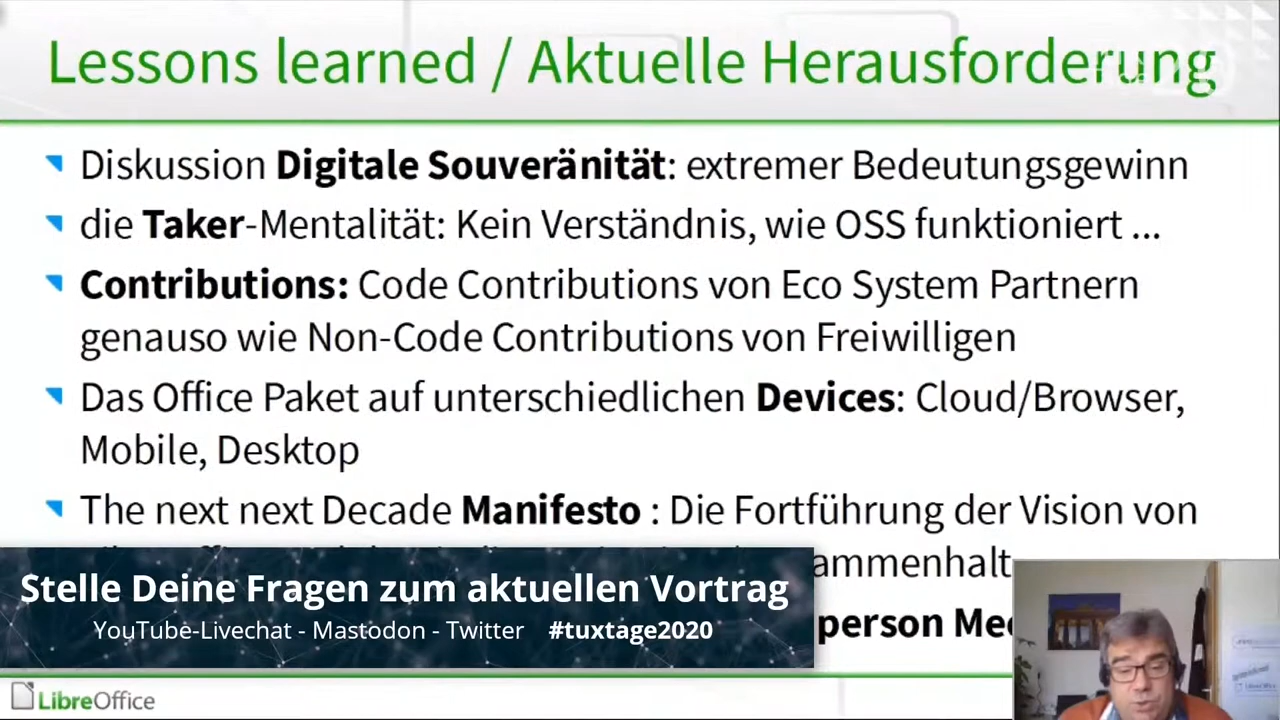 Lessons learned / Aktuelle Herausforderung
Diskussion Digitale Souveränität: extremer Bedeutungsgewinn
die Taker-Mentalität: Kein Verständnis, wie OSS funktioniert ...
Contributions: Code Contributions von Eco System Partnern
genauso wie Non-Code Contributions von Freiwilligen
Das Office Paket auf unterschiedlichen Devices: Cloud/Browser,
Mobile, Desktop
The next next Decade Manifesto : Die Fortführung der Vision von
ammenhalt
person Mee
Stelle Deine Fragen zum aktuellen Vortrag
YouTube-Livechat - Mastodon - Twitter #tuxtage2020
LibreOffice